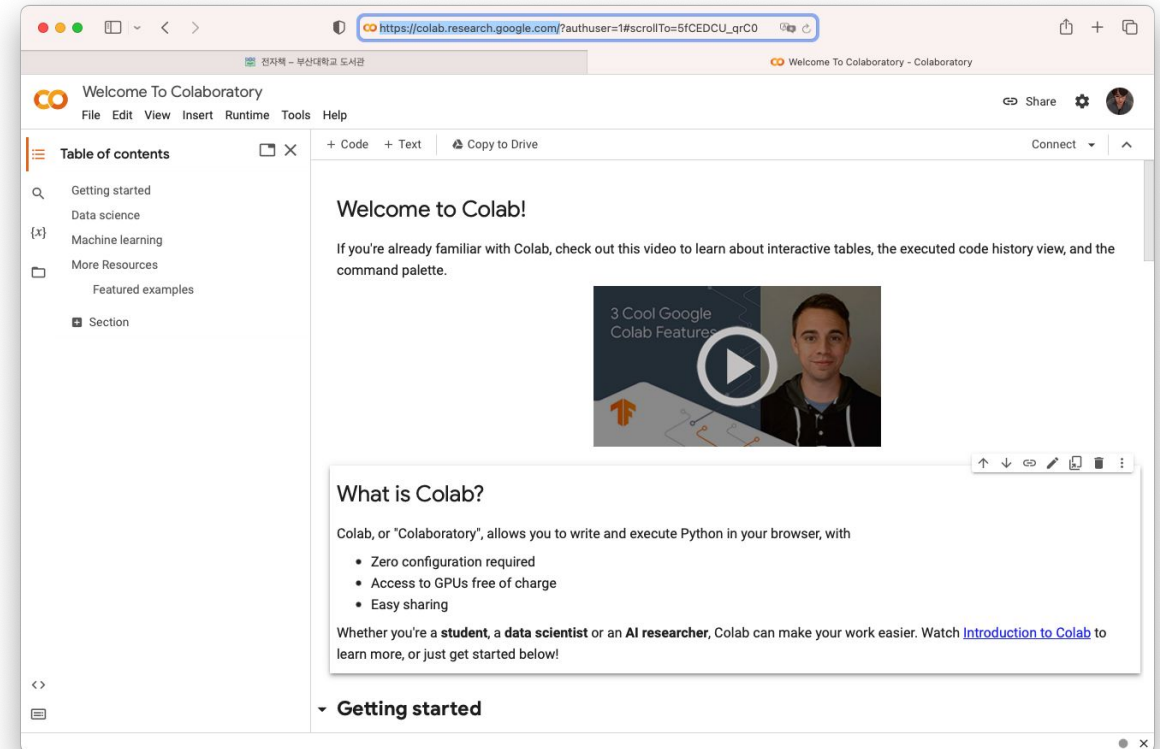 https://colab.research.google.com/?authuser=1#scrollTo=5fCEDCU_qrC0
전자책 – 부산대학교 도서관
Welcome To Colaboratory - Colaboratory
Welcome To Colaboratory
File Edit View Insert Runtime Tools Help
Share
Table of contents
+ Code + Text Copy to Drive
Connect
Getting started
Data science
{x}
Machine learning
More Resources
Featured examples
Section
Welcome to Colab!
If you're already familiar with Colab, check out this video to learn about interactive tables, the executed code history view, and the
command palette.
3 Cool Google
Colab Features
What is Colab?
Colab, or "Colaboratory", allows you to write and execute Python in your browser, with
• Zero configuration required
• Access to GPUs free of charge
• Easy sharing
Whether you're a student, a data scientist or an AI researcher, Colab can make your work easier. Watch Introduction to Colab to
learn more, or just get started below!
Getting started